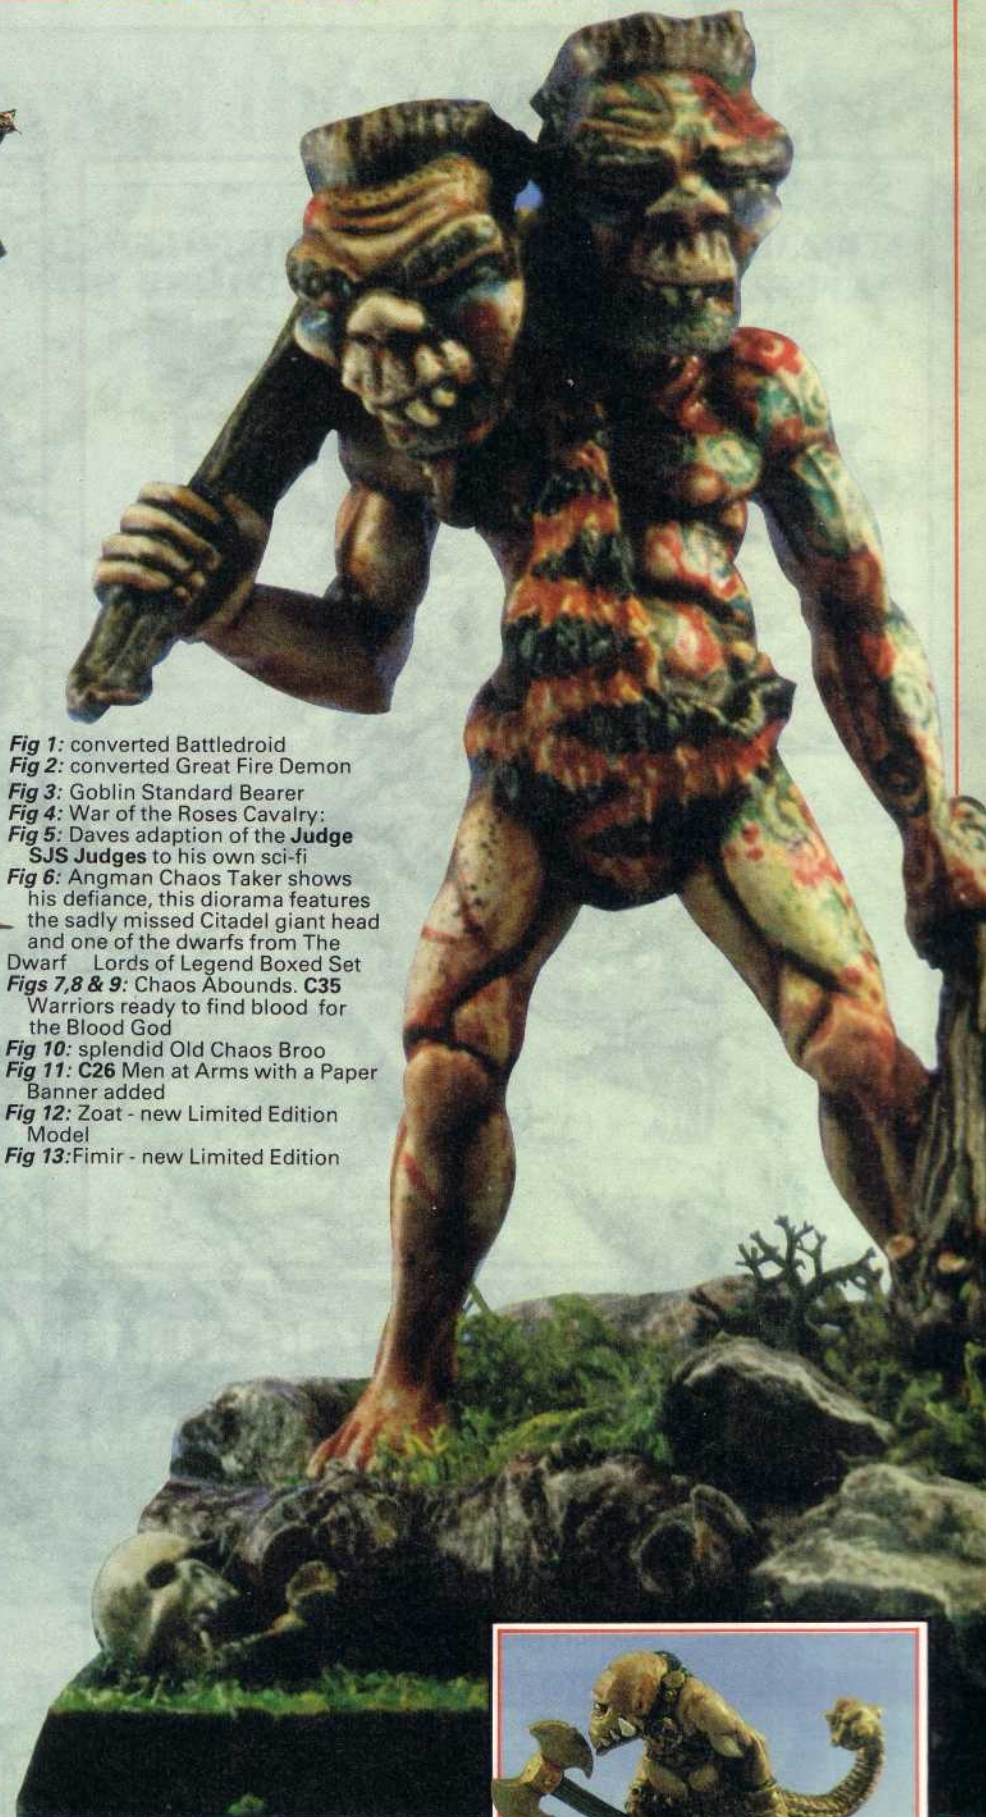 Fig 1: converted Battledroid
Fig 2: converted Great Fire Demon
Fig 3: Goblin Standard Bearer
Fig 4: War of the Roses Cavalry:
Fig 5: Daves adaption of the Judge
SJS Judges to his own sci-fi
Fig 6: Angman Chaos Taker shows
his defiance, this diorama features
the sadly missed Citadel giant head
and one of the dwarfs from The
Dwarf Lords of Legend Boxed Set
Figs 7,8 & 9: Chaos Abounds. C35
Warriors ready to find blood for
the Blood God
Fig 10: splendid Old Chaos Broo
Fig 11: C26 Men at Arms with a Paper
Banner added
Fig 12: Zoat - new Limited Edition
Model
Fig 13:Fimir - new Limited Edition